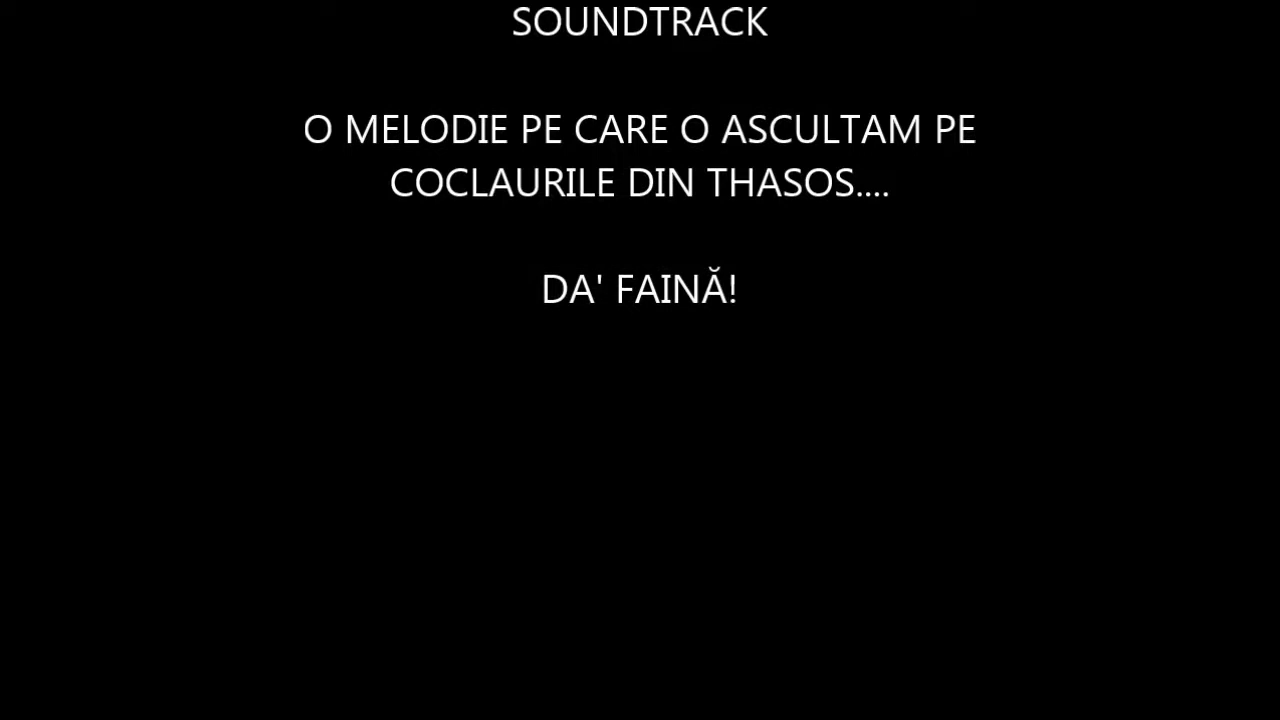 SOUNDTRACK
O MELODIE PE CARE O ASCULTAM PE
COCLAURILE DIN THASOS....
DA' FAINĂ!